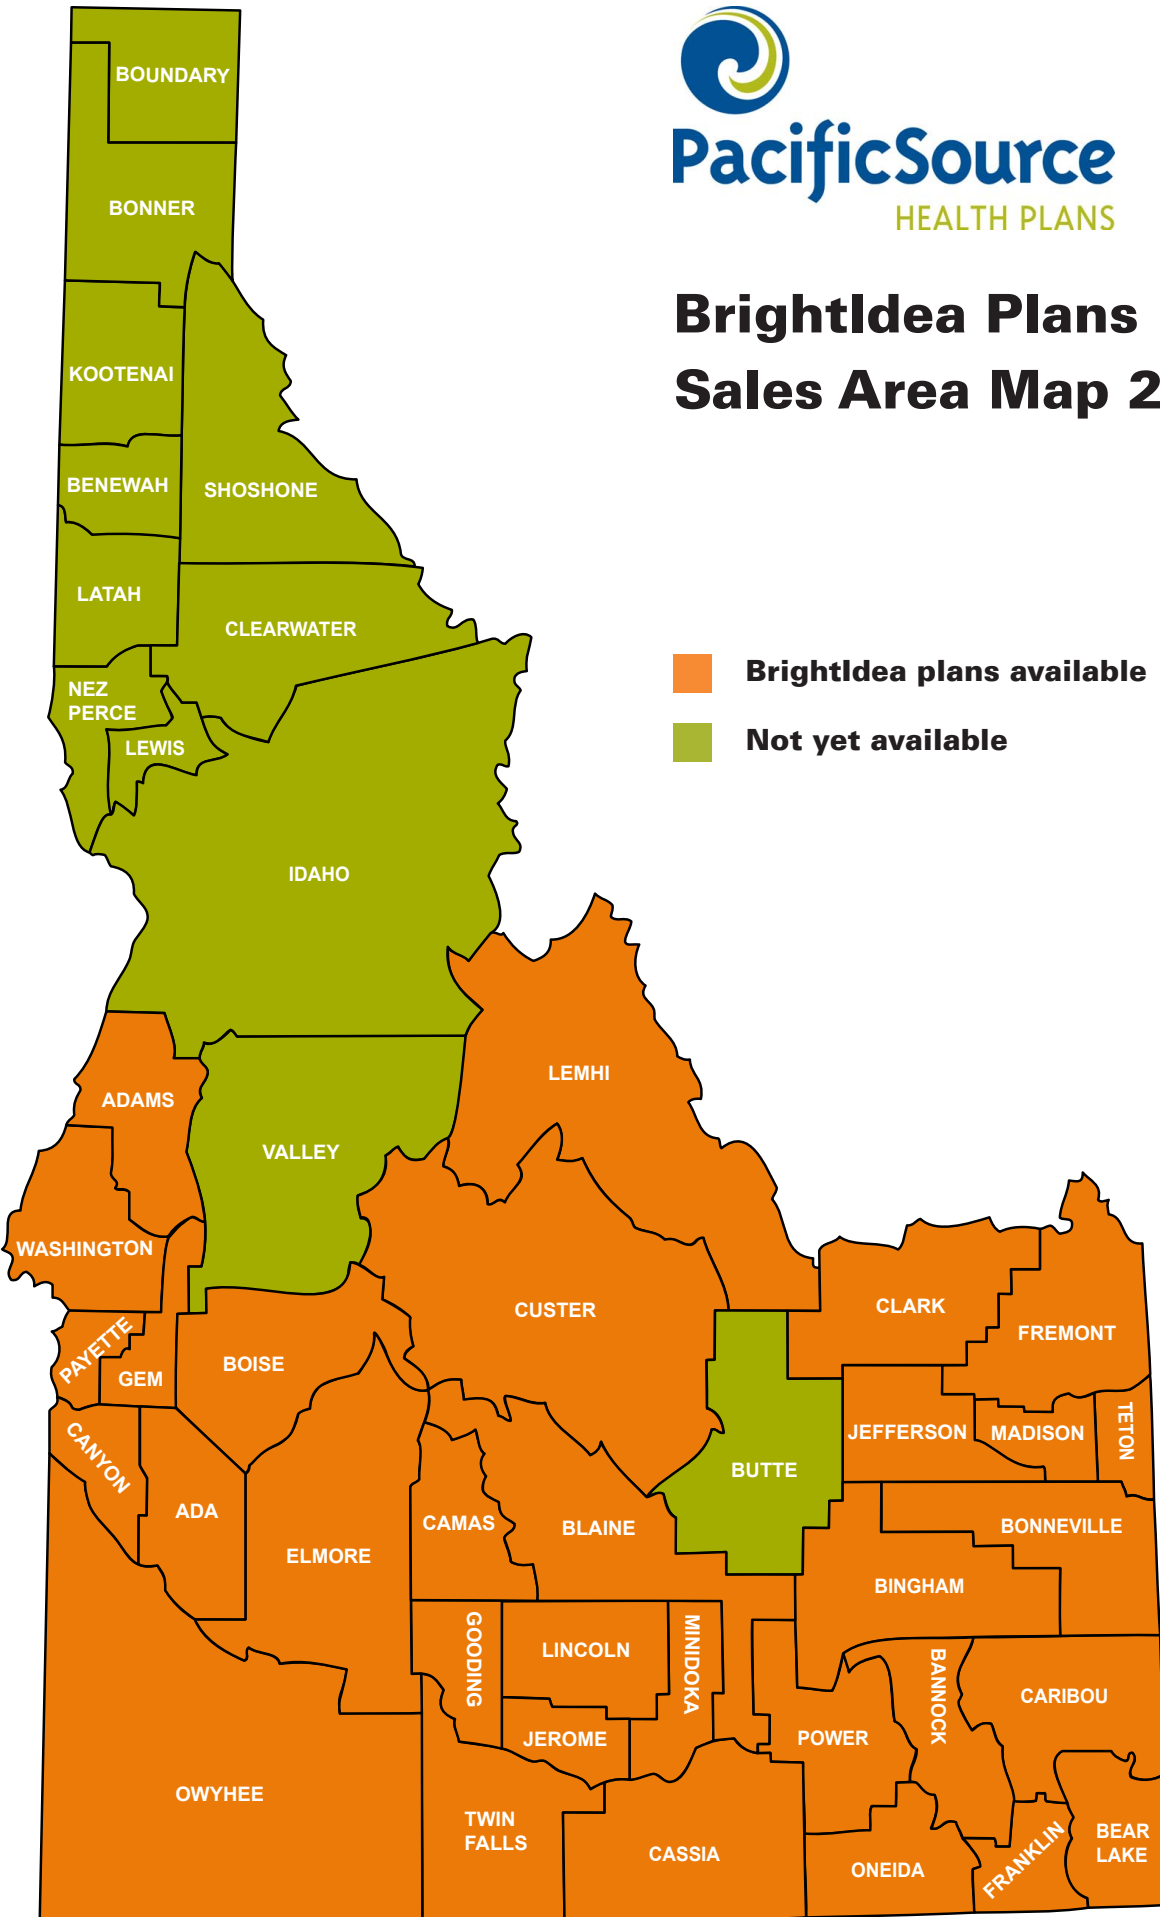 PacificSource
HEALTH PLANS
BrightIdea Plans
Sales Area Map 2
BrightIdea plans available
Not yet available
BOUNDARY
BONNER
KOOTENAI
BENEWAH
SHOSHONE
LATAH
CLEARWATER
NEZ
PERCE
LEWIS
IDAHO
LEMHI
ADAMS
VALLEY
WASHINGTON
CUSTER
CLARK
FREMONT
PAYETTE
GEM
BOISE
JEFFERSON
MADISON
TETON
CANYON
BUTTE
ADA
CAMAS
BLAINE
BONNEVILLE
ELMORE
BINGHAM
GOODING
LINCOLN
MINIDOKA
BANNOCK
CARIBOU
JEROME
POWER
OWYHEE
TWIN
FALLS
CASSIA
ONEIDA
FRANKLIN
BEAR
LAKE